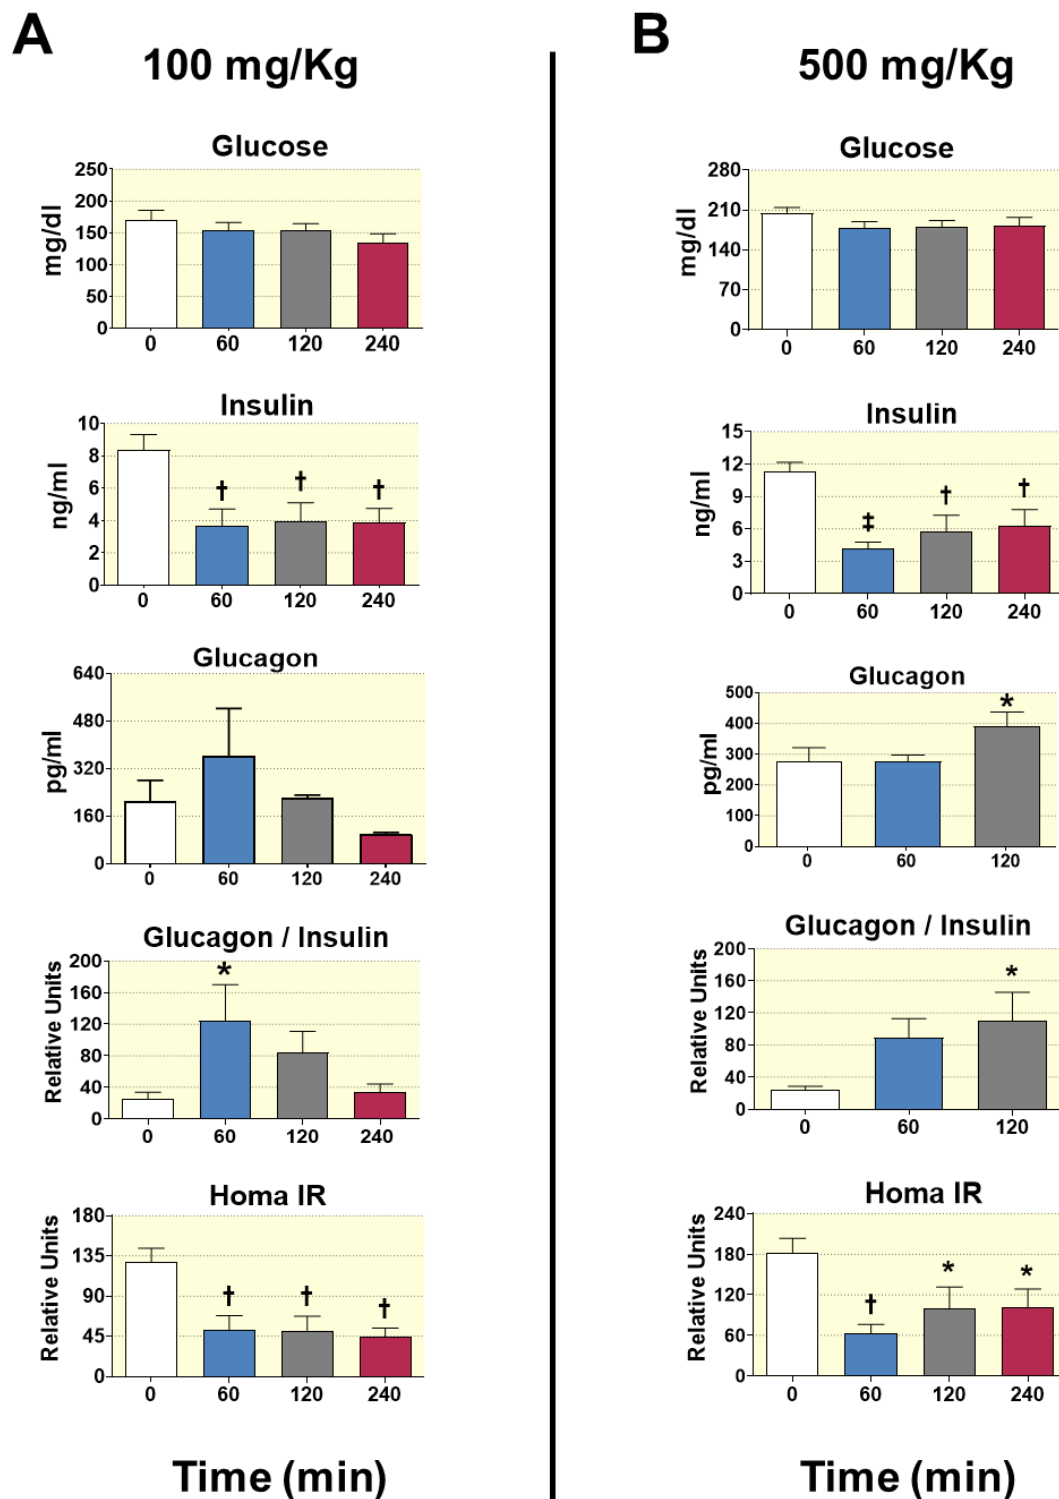 A
100 mg/Kg
Glucose
mg/dl
250
200
150
100
50
0
0 60 120 240
Insulin
ng/ml
10
8
6
4
2
0
† † †
0 60 120 240
Glucagon
pg/ml
640
480
320
160
0
0 60 120 240
Glucagon / Insulin
Relative Units
200
160
120
80
40
0
*
0 60 120 240
Homa IR
Relative Units
180
135
90
45
0
† † †
0 60 120 240
Time (min)
B
500 mg/Kg
Glucose
mg/dl
280
210
140
70
0
0 60 120 240
Insulin
ng/ml
15
12
9
6
3
0
‡ † †
0 60 120 240
Glucagon
pg/ml
500
400
300
200
100
0
*
0 60 120
Glucagon / Insulin
Relative Units
200
160
120
80
40
0
*
0 60 120
Homa IR
Relative Units
240
180
120
60
0
† * *
0 60 120 240
Time (min)